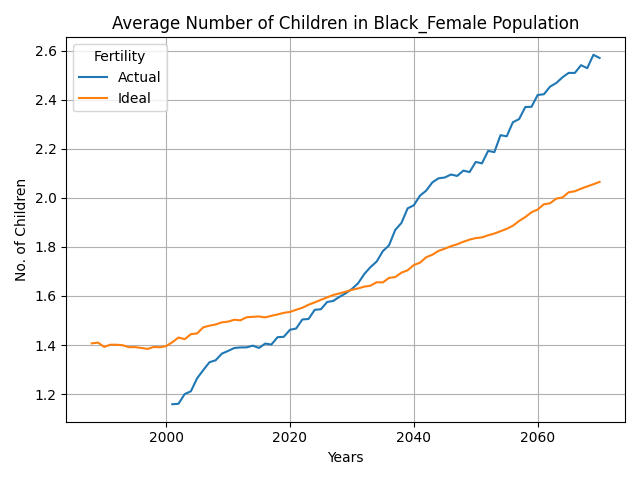 Average Number of Children in Black_Female Population
Fertility
Actual
Ideal
No. of Children
2.6
2.4
2.2
2.0
1.8
1.6
1.4
1.2
2000
2020
2040
2060
Years